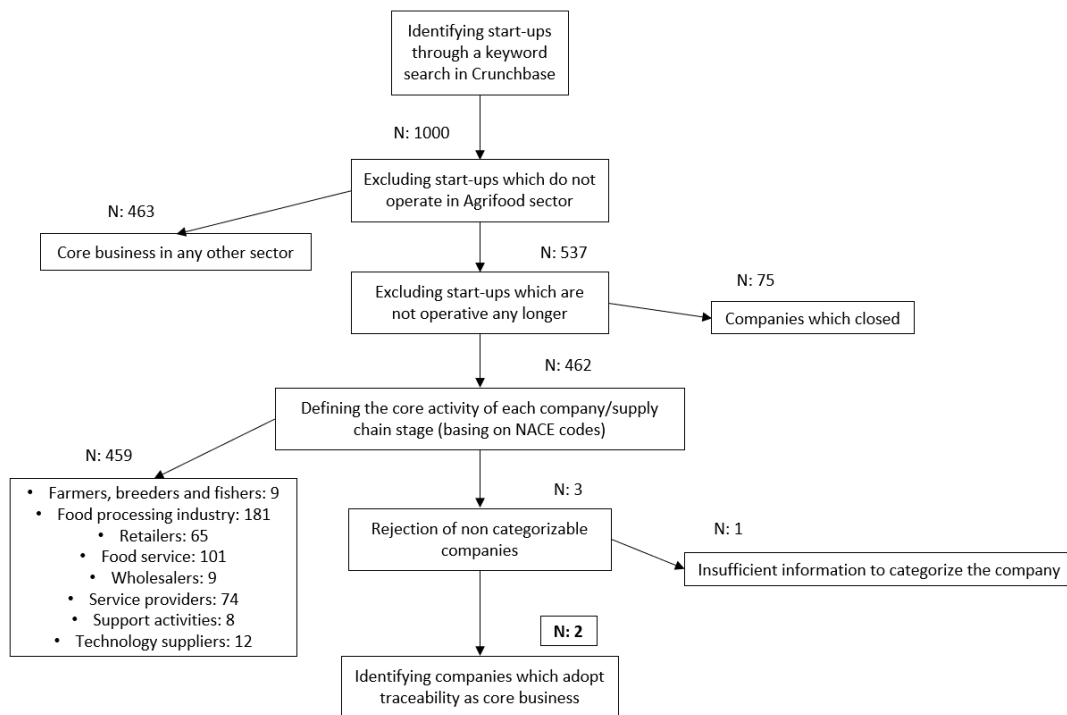 Identifying start-ups
through a keyword
search in Crunchbase
N: 1000
Excluding start-ups which do not
operate in Agrifood sector
N: 463
Core business in any other sector
N: 537
Excluding start-ups which are
not operative any longer
N: 75
Companies which closed
N: 462
Defining the core activity of each company/supply
chain stage (basing on NACE codes)
N: 459
• Farmers, breeders and fishers: 9
• Food processing industry: 181
• Retailers: 65
• Food service: 101
• Wholesalers: 9
• Service providers: 74
• Support activities: 8
• Technology suppliers: 12
N: 3
Rejection of non categorizable
companies
N: 1
Insufficient information to categorize the company
N: 2
Identifying companies which adopt
traceability as core business